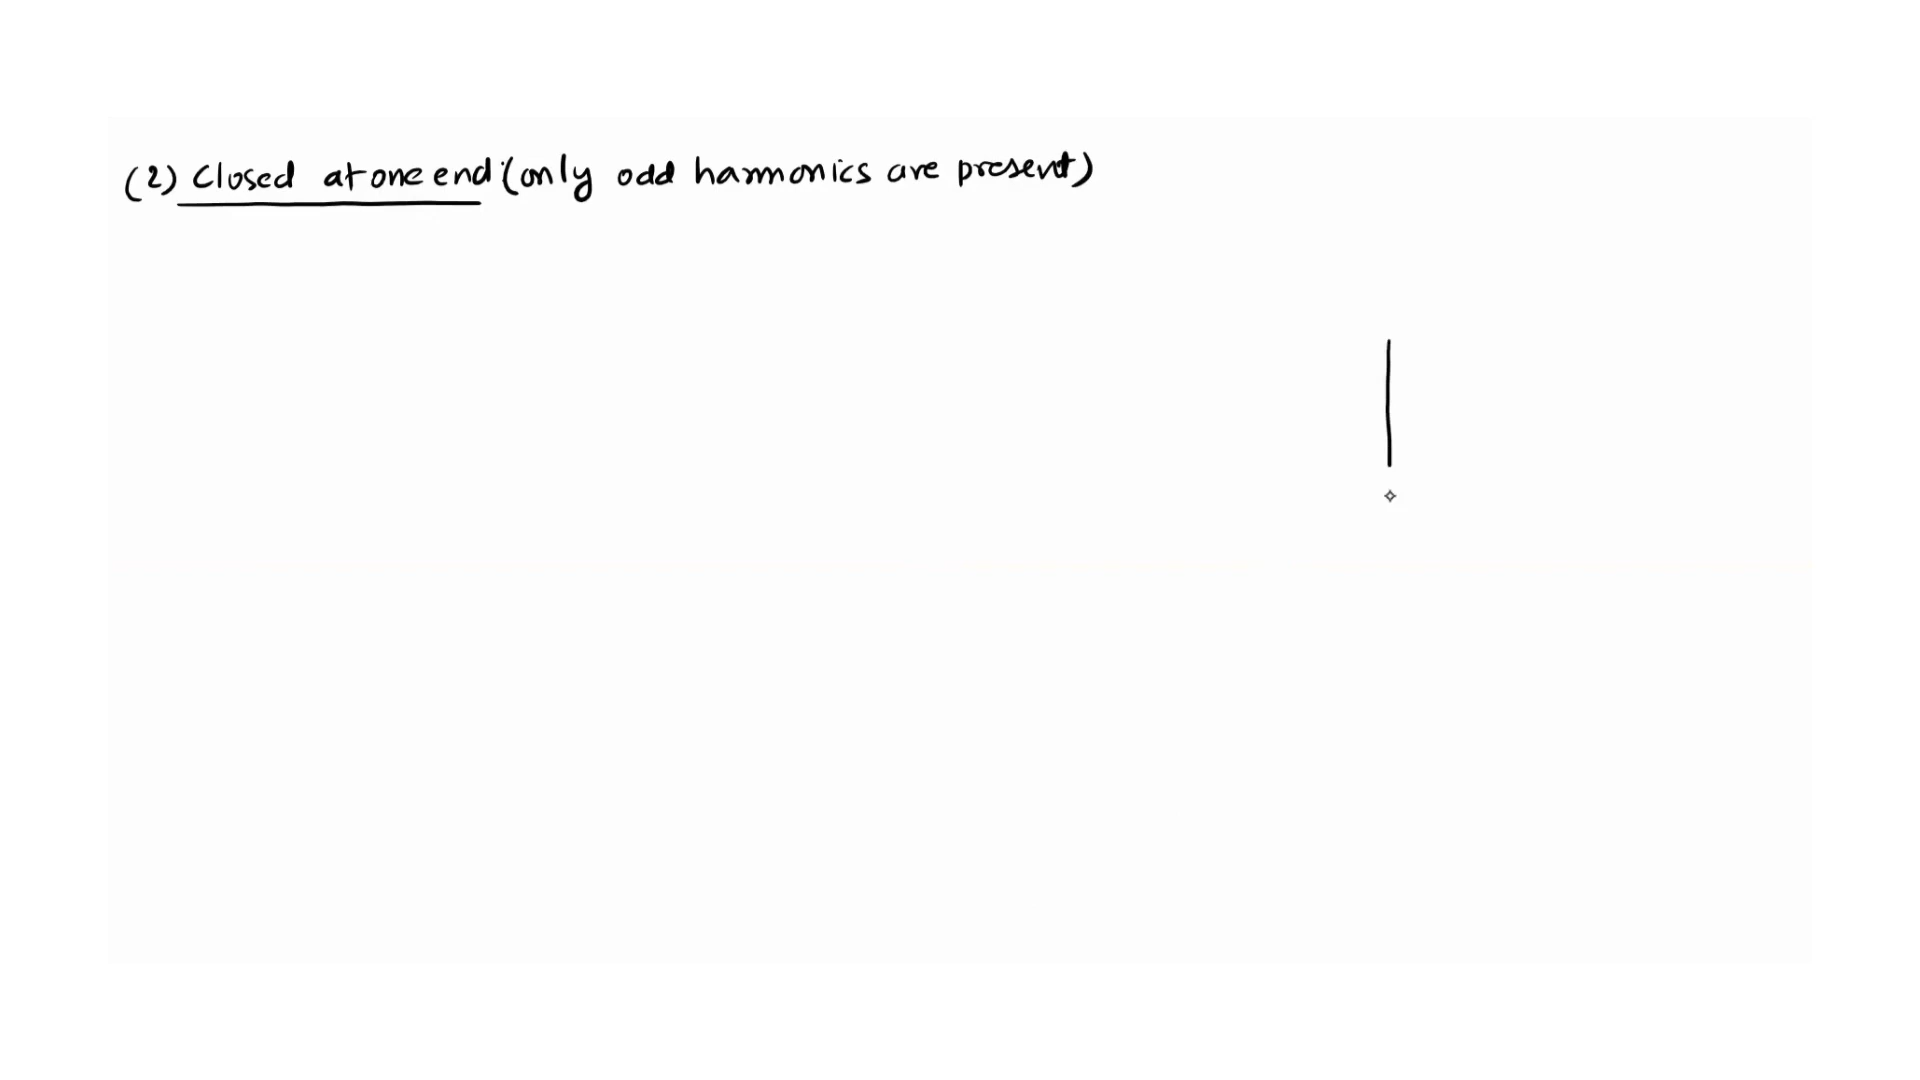 (2) Closed at one end (only odd harmonics are present)